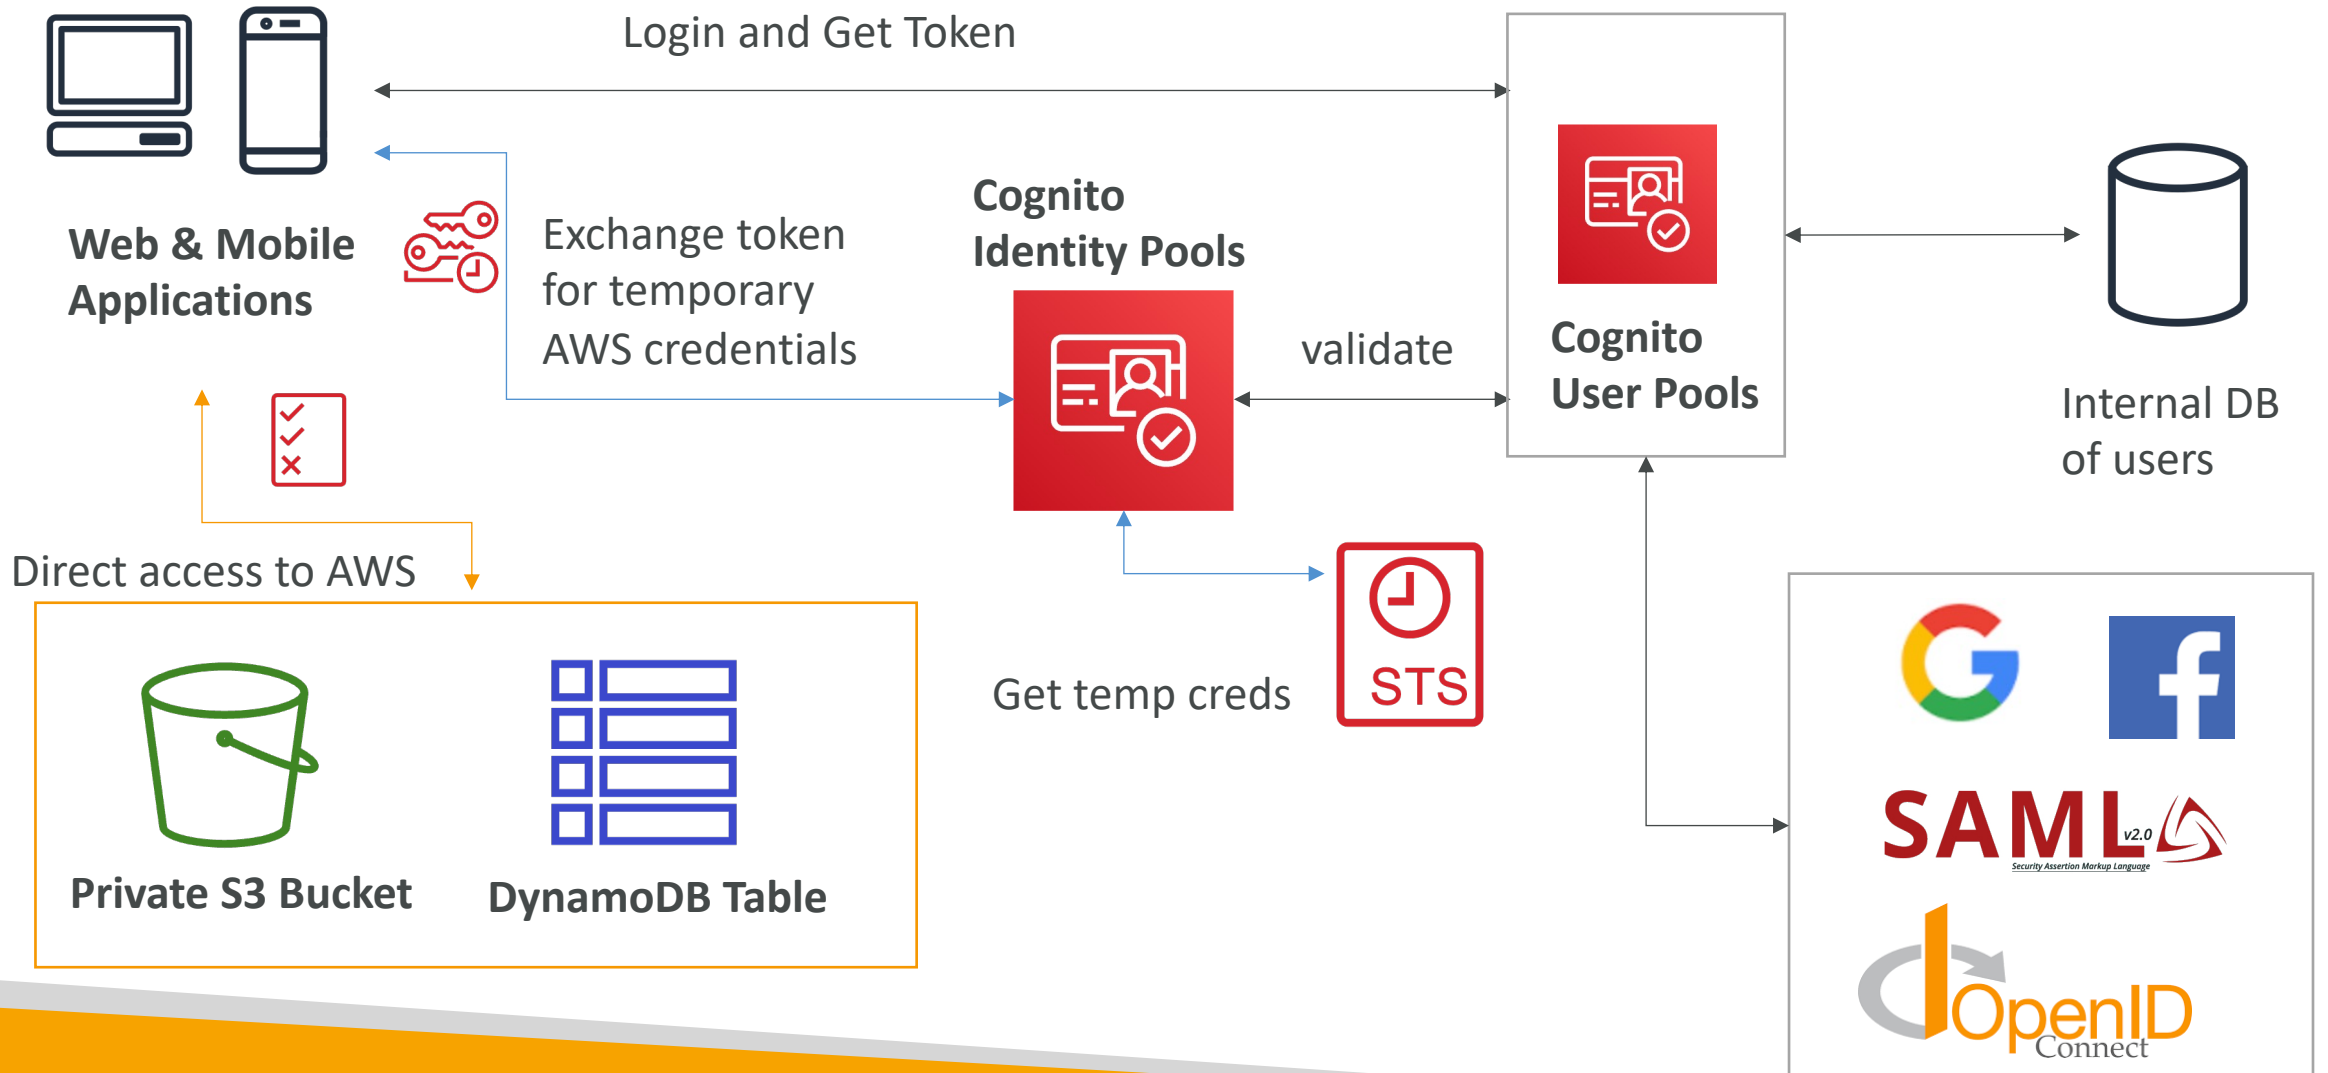 Login and Get Token
Web & Mobile
Applications
Exchange token
for temporary
AWS credentials
Cognito
Identity Pools
validate
Cognito
User Pools
Internal DB
of users
Direct access to AWS
Private S3 Bucket
DynamoDB Table
Get temp creds
STS
SAML
v2.0
Security Assertion Markup Language
OpenID
Connect